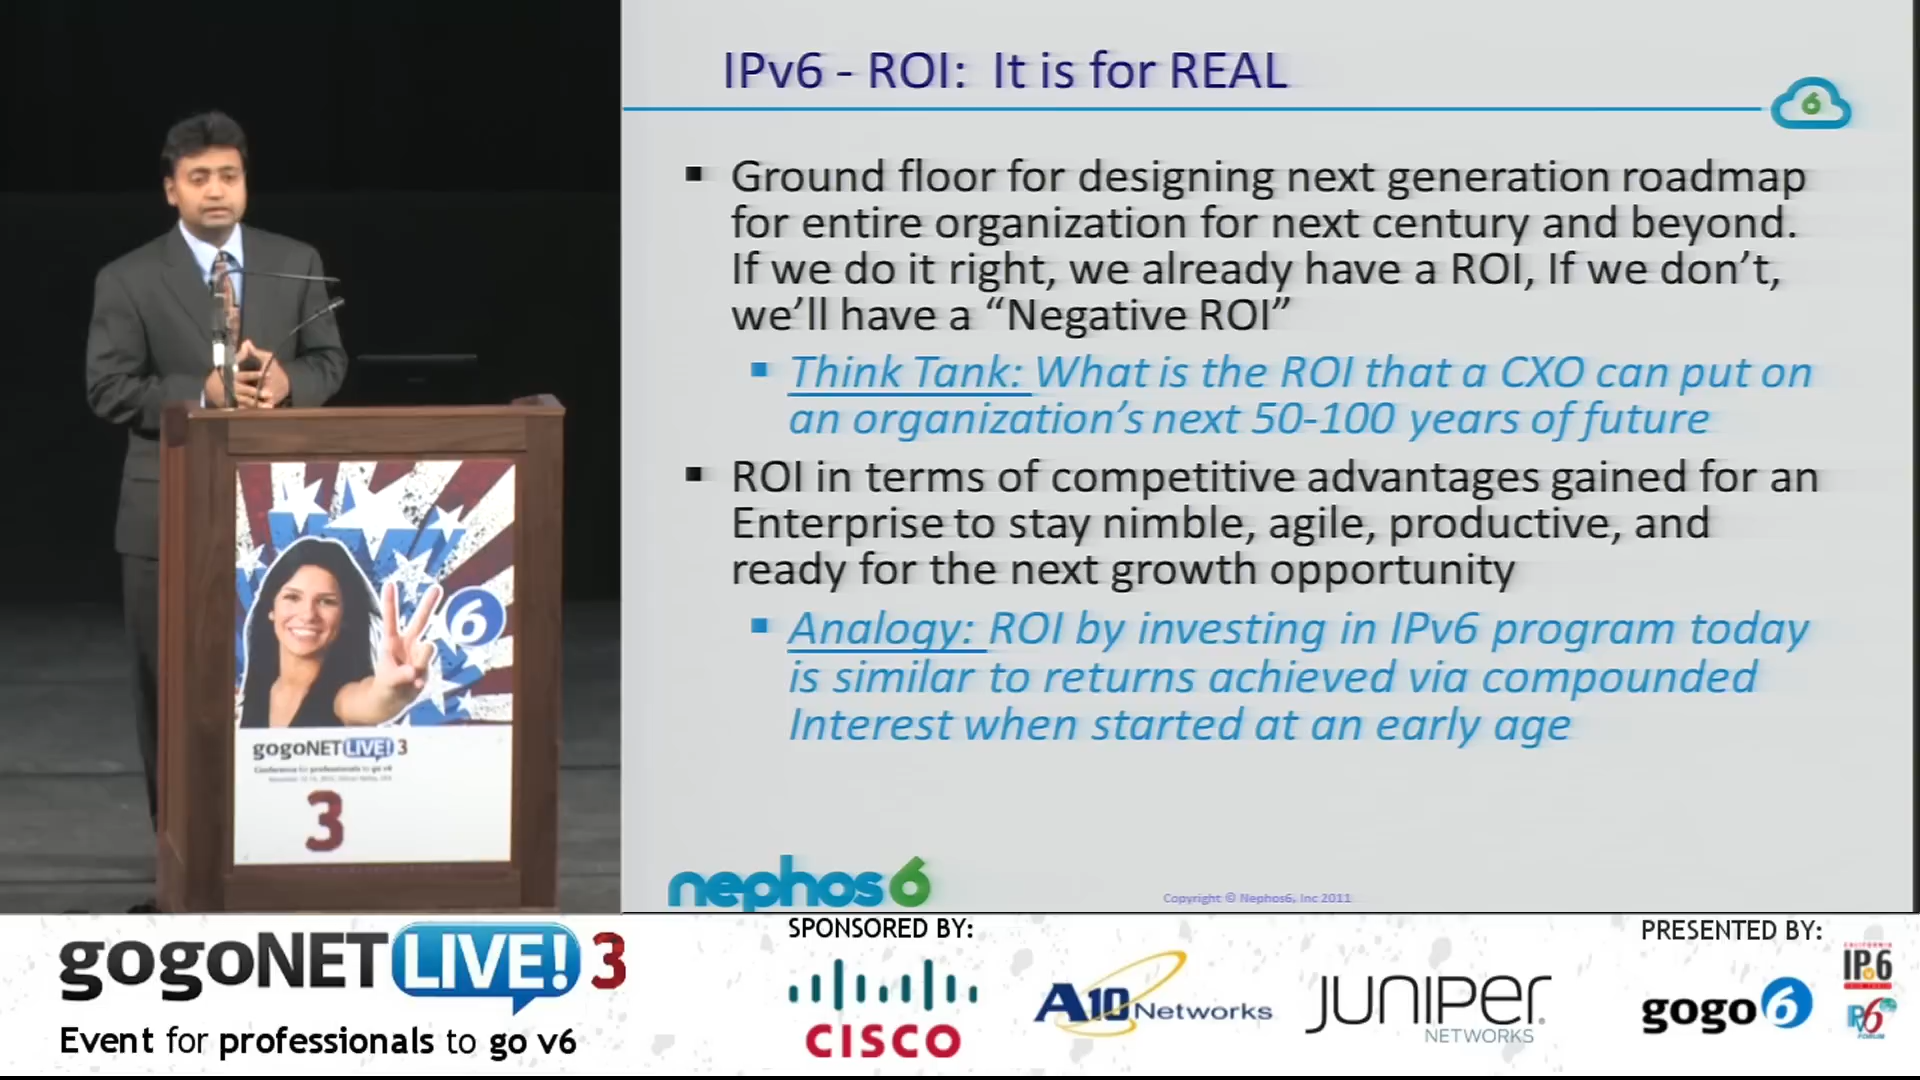 IPv6 - ROI: It is for REAL
6
▪ Ground floor for designing next generation roadmap
for entire organization for next century and beyond.
If we do it right, we already have a ROI, If we don't,
we'll have a “Negative ROI”
▪ Think Tank: What is the ROI that a CXO can put on
an organization's next 50-100 years of future
▪ ROI in terms of competitive advantages gained for an
Enterprise to stay nimble, agile, productive, and
ready for the next growth opportunity
▪ Analogy: ROI by investing in IPv6 program today
is similar to returns achieved via compounded
Interest when started at an early age
nephos6
Copyright © Nephos6, Inc 2011
6
gogoNET LIVE! 3
Conference for professionals to go v6
3
gogoNET LIVE! 3
Event for professionals to go v6
SPONSORED BY:
CISCO
A10 Networks
JUNIPER
NETWORKS
PRESENTED BY:
gogo6
CALIFORNIA
IPv6
IPv6
FORUM